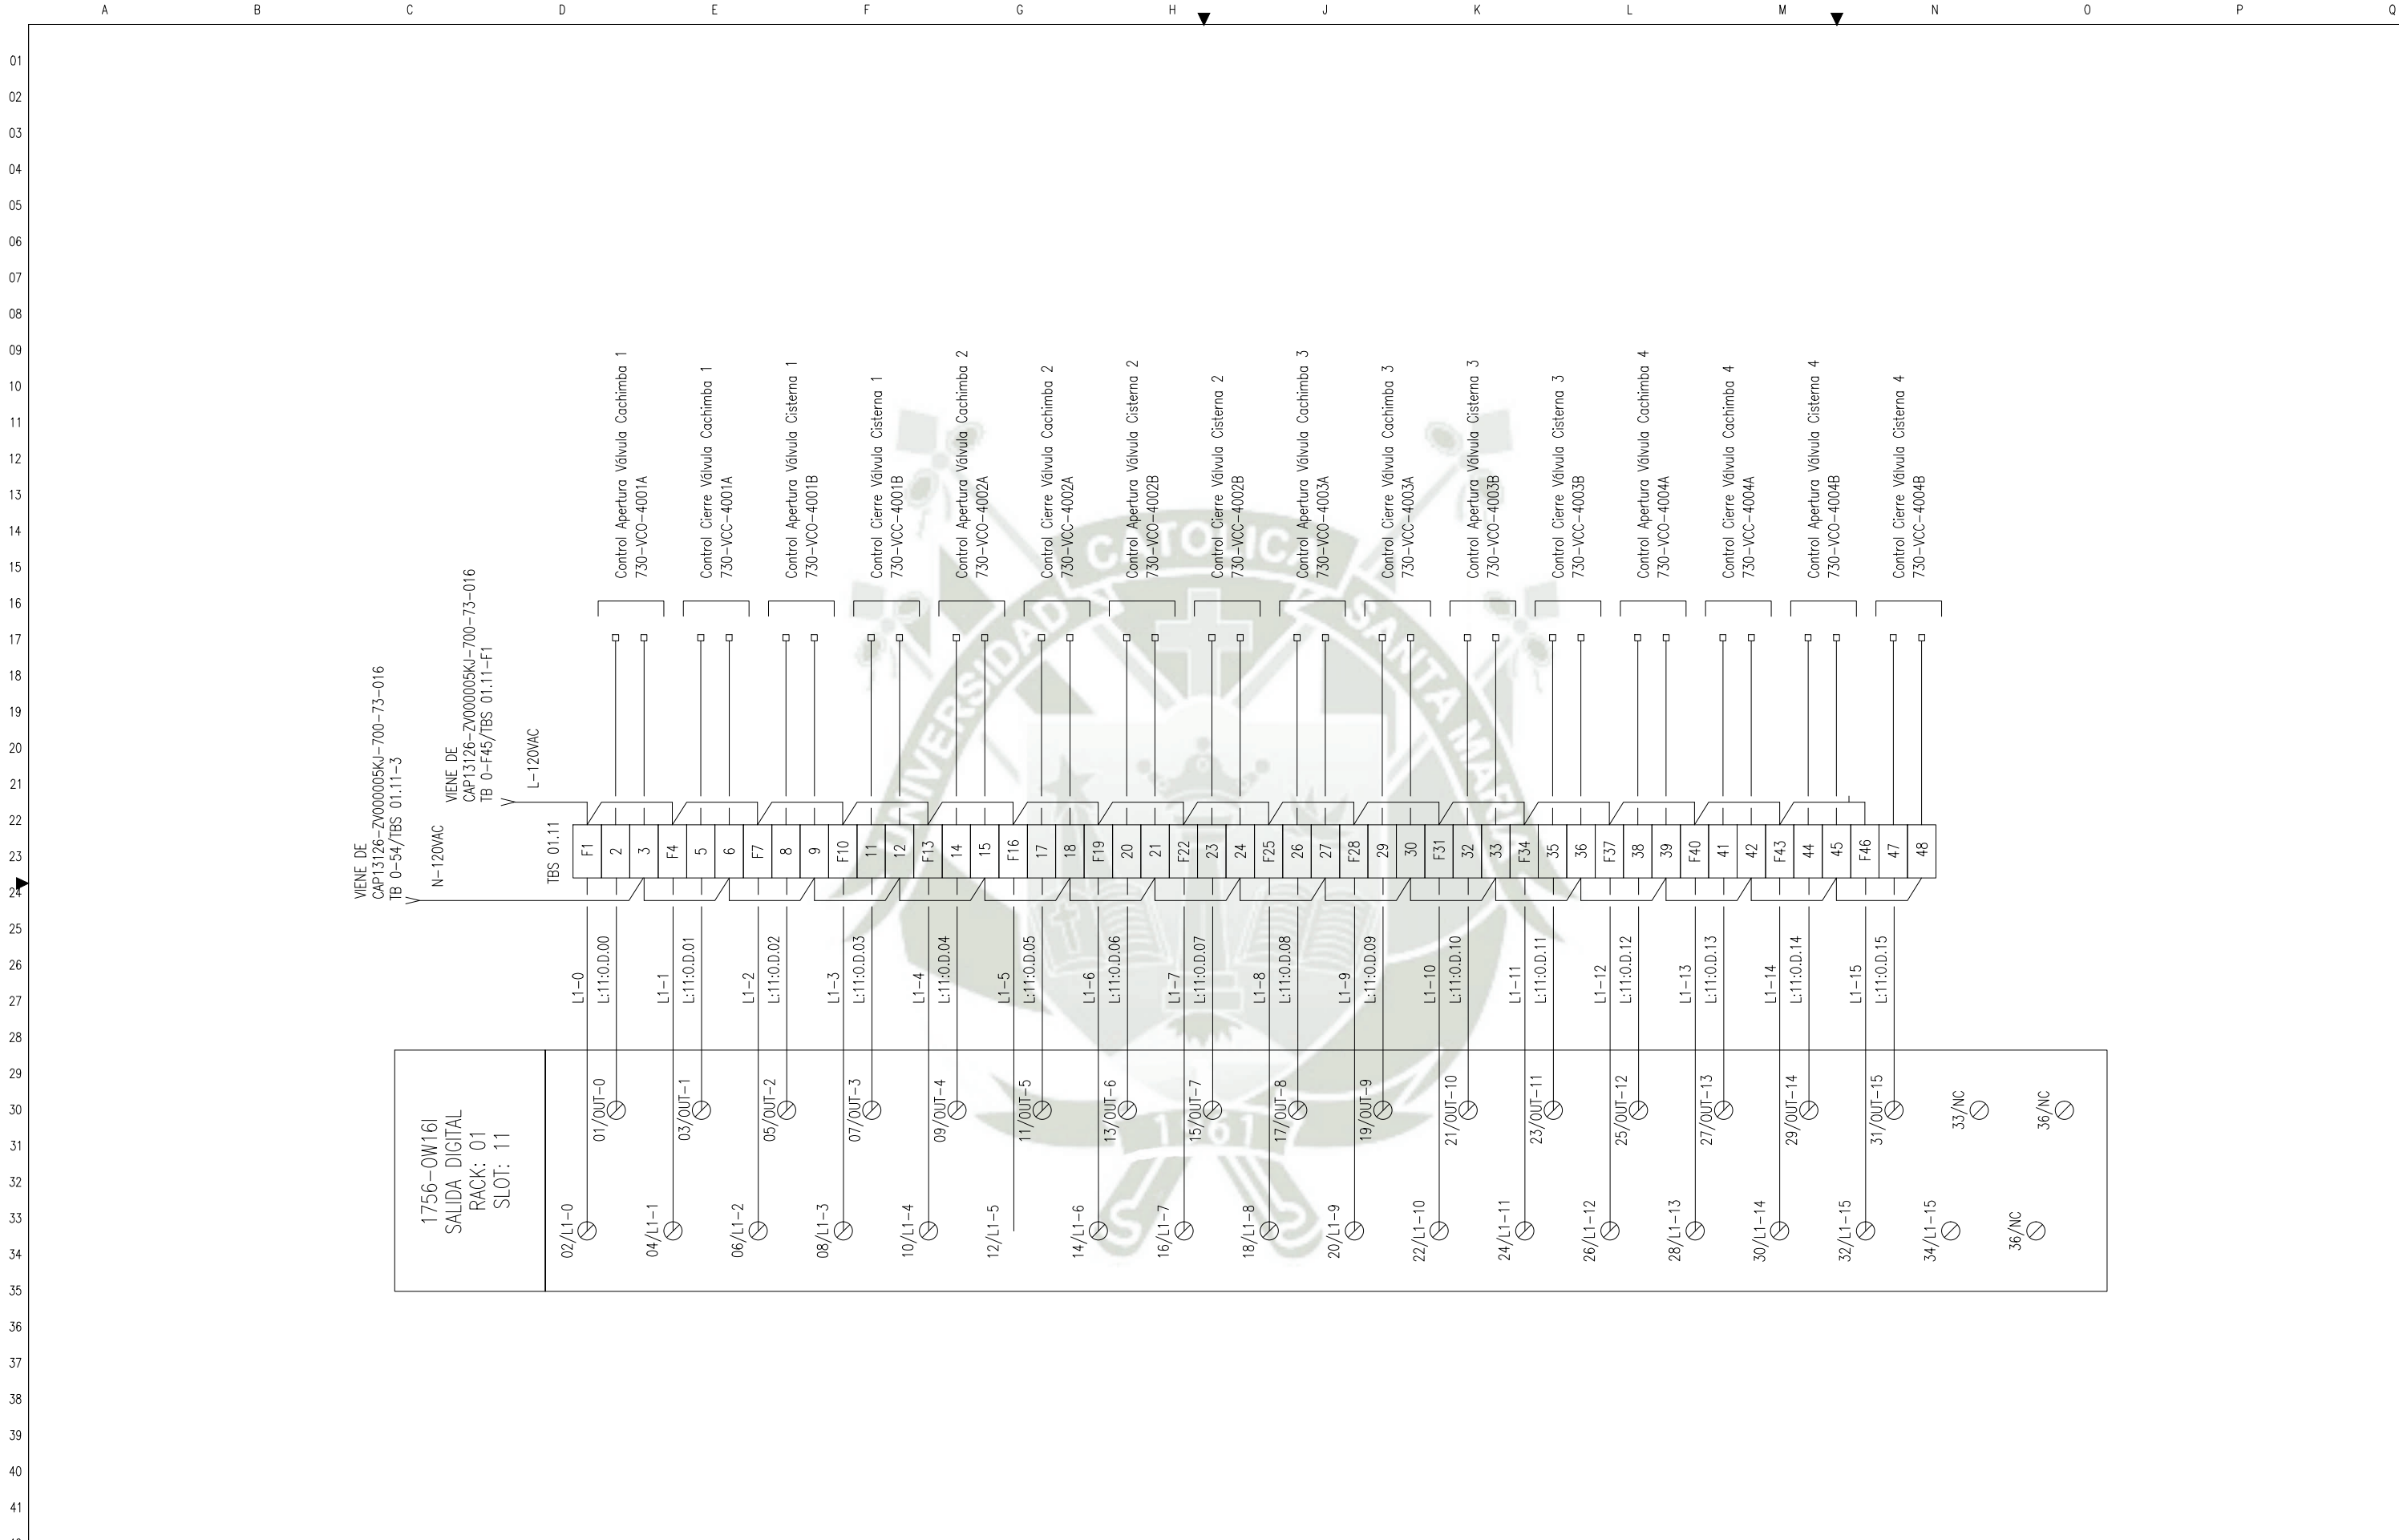 A B C D E F G H J K L M N O P Q
01
02
03
04
05
06
07
08
09
10
11
12
13
14
15
16
17
18
19
20
21
22
23
24
25
26
27
28
29
30
31
32
33
34
35
36
37
38
39
40
41
Control Apertura Válvula Cachimba 1
730-VCO-4001A
Control Cierre Válvula Cachimba 1
730-VCC-4001A
Control Apertura Válvula Cisterna 1
730-VCO-4001B
Control Cierre Válvula Cisterna 1
730-VCC-4001B
Control Apertura Válvula Cachimba 2
730-VCO-4002A
Control Cierre Válvula Cachimba 2
730-VCC-4002A
Control Apertura Válvula Cisterna 2
730-VCO-4002B
Control Cierre Válvula Cisterna 2
730-VCC-4002B
Control Apertura Válvula Cachimba 3
730-VCO-4003A
Control Cierre Válvula Cachimba 3
730-VCC-4003A
Control Apertura Válvula Cisterna 3
730-VCO-4003B
Control Cierre Válvula Cisterna 3
730-VCC-4003B
Control Apertura Válvula Cachimba 4
730-VCO-4004A
Control Cierre Válvula Cachimba 4
730-VCC-4004A
Control Apertura Válvula Cisterna 4
730-VCO-4004B
Control Cierre Válvula Cisterna 4
730-VCC-4004B
VIENE DE
CAP13126-ZV000005KJ-700-73-016
TB 0-54/TBS 01.11-3
N-120VAC
VIENE DE
CAP13126-ZV000005KJ-700-73-016
TB 0-F45/TBS 01.11-F1
L-120VAC
TBS 01.11
F1 2 3 F4 5 6 F7 8 9 F10 11 12 F13 14 15 F16 17 18 F19 20 21 F22 23 24 F25 26 27 F28 29 30 F31 32 33 F34 35 36 F37 38 39 F40 41 42 F43 44 45 F46 47 48
L1-0
L:11:O.D.00
L1-1
L:11:O.D.01
L1-2
L:11:O.D.02
L1-3
L:11:O.D.03
L1-4
L:11:O.D.04
L1-5
L:11:O.D.05
L1-6
L:11:O.D.06
L1-7
L:11:O.D.07
L1-8
L:11:O.D.08
L1-9
L:11:O.D.09
L1-10
L:11:O.D.10
L1-11
L:11:O.D.11
L1-12
L:11:O.D.12
L1-13
L:11:O.D.13
L1-14
L:11:O.D.14
L1-15
L:11:O.D.15
1756-OW16I
SALIDA DIGITAL
RACK: 01
SLOT: 11
01/OUT-0
03/OUT-1
05/OUT-2
07/OUT-3
09/OUT-4
11/OUT-5
13/OUT-6
15/OUT-7
17/OUT-8
19/OUT-9
21/OUT-10
23/OUT-11
25/OUT-12
27/OUT-13
29/OUT-14
31/OUT-15
33/NC
36/NC
02/L1-0
04/L1-1
06/L1-2
08/L1-3
10/L1-4
12/L1-5
14/L1-6
16/L1-7
18/L1-8
20/L1-9
22/L1-10
24/L1-11
26/L1-12
28/L1-13
30/L1-14
32/L1-15
34/L1-15
36/NC
UNIVERSIDAD CATOLICA SANTA MARIA
1961